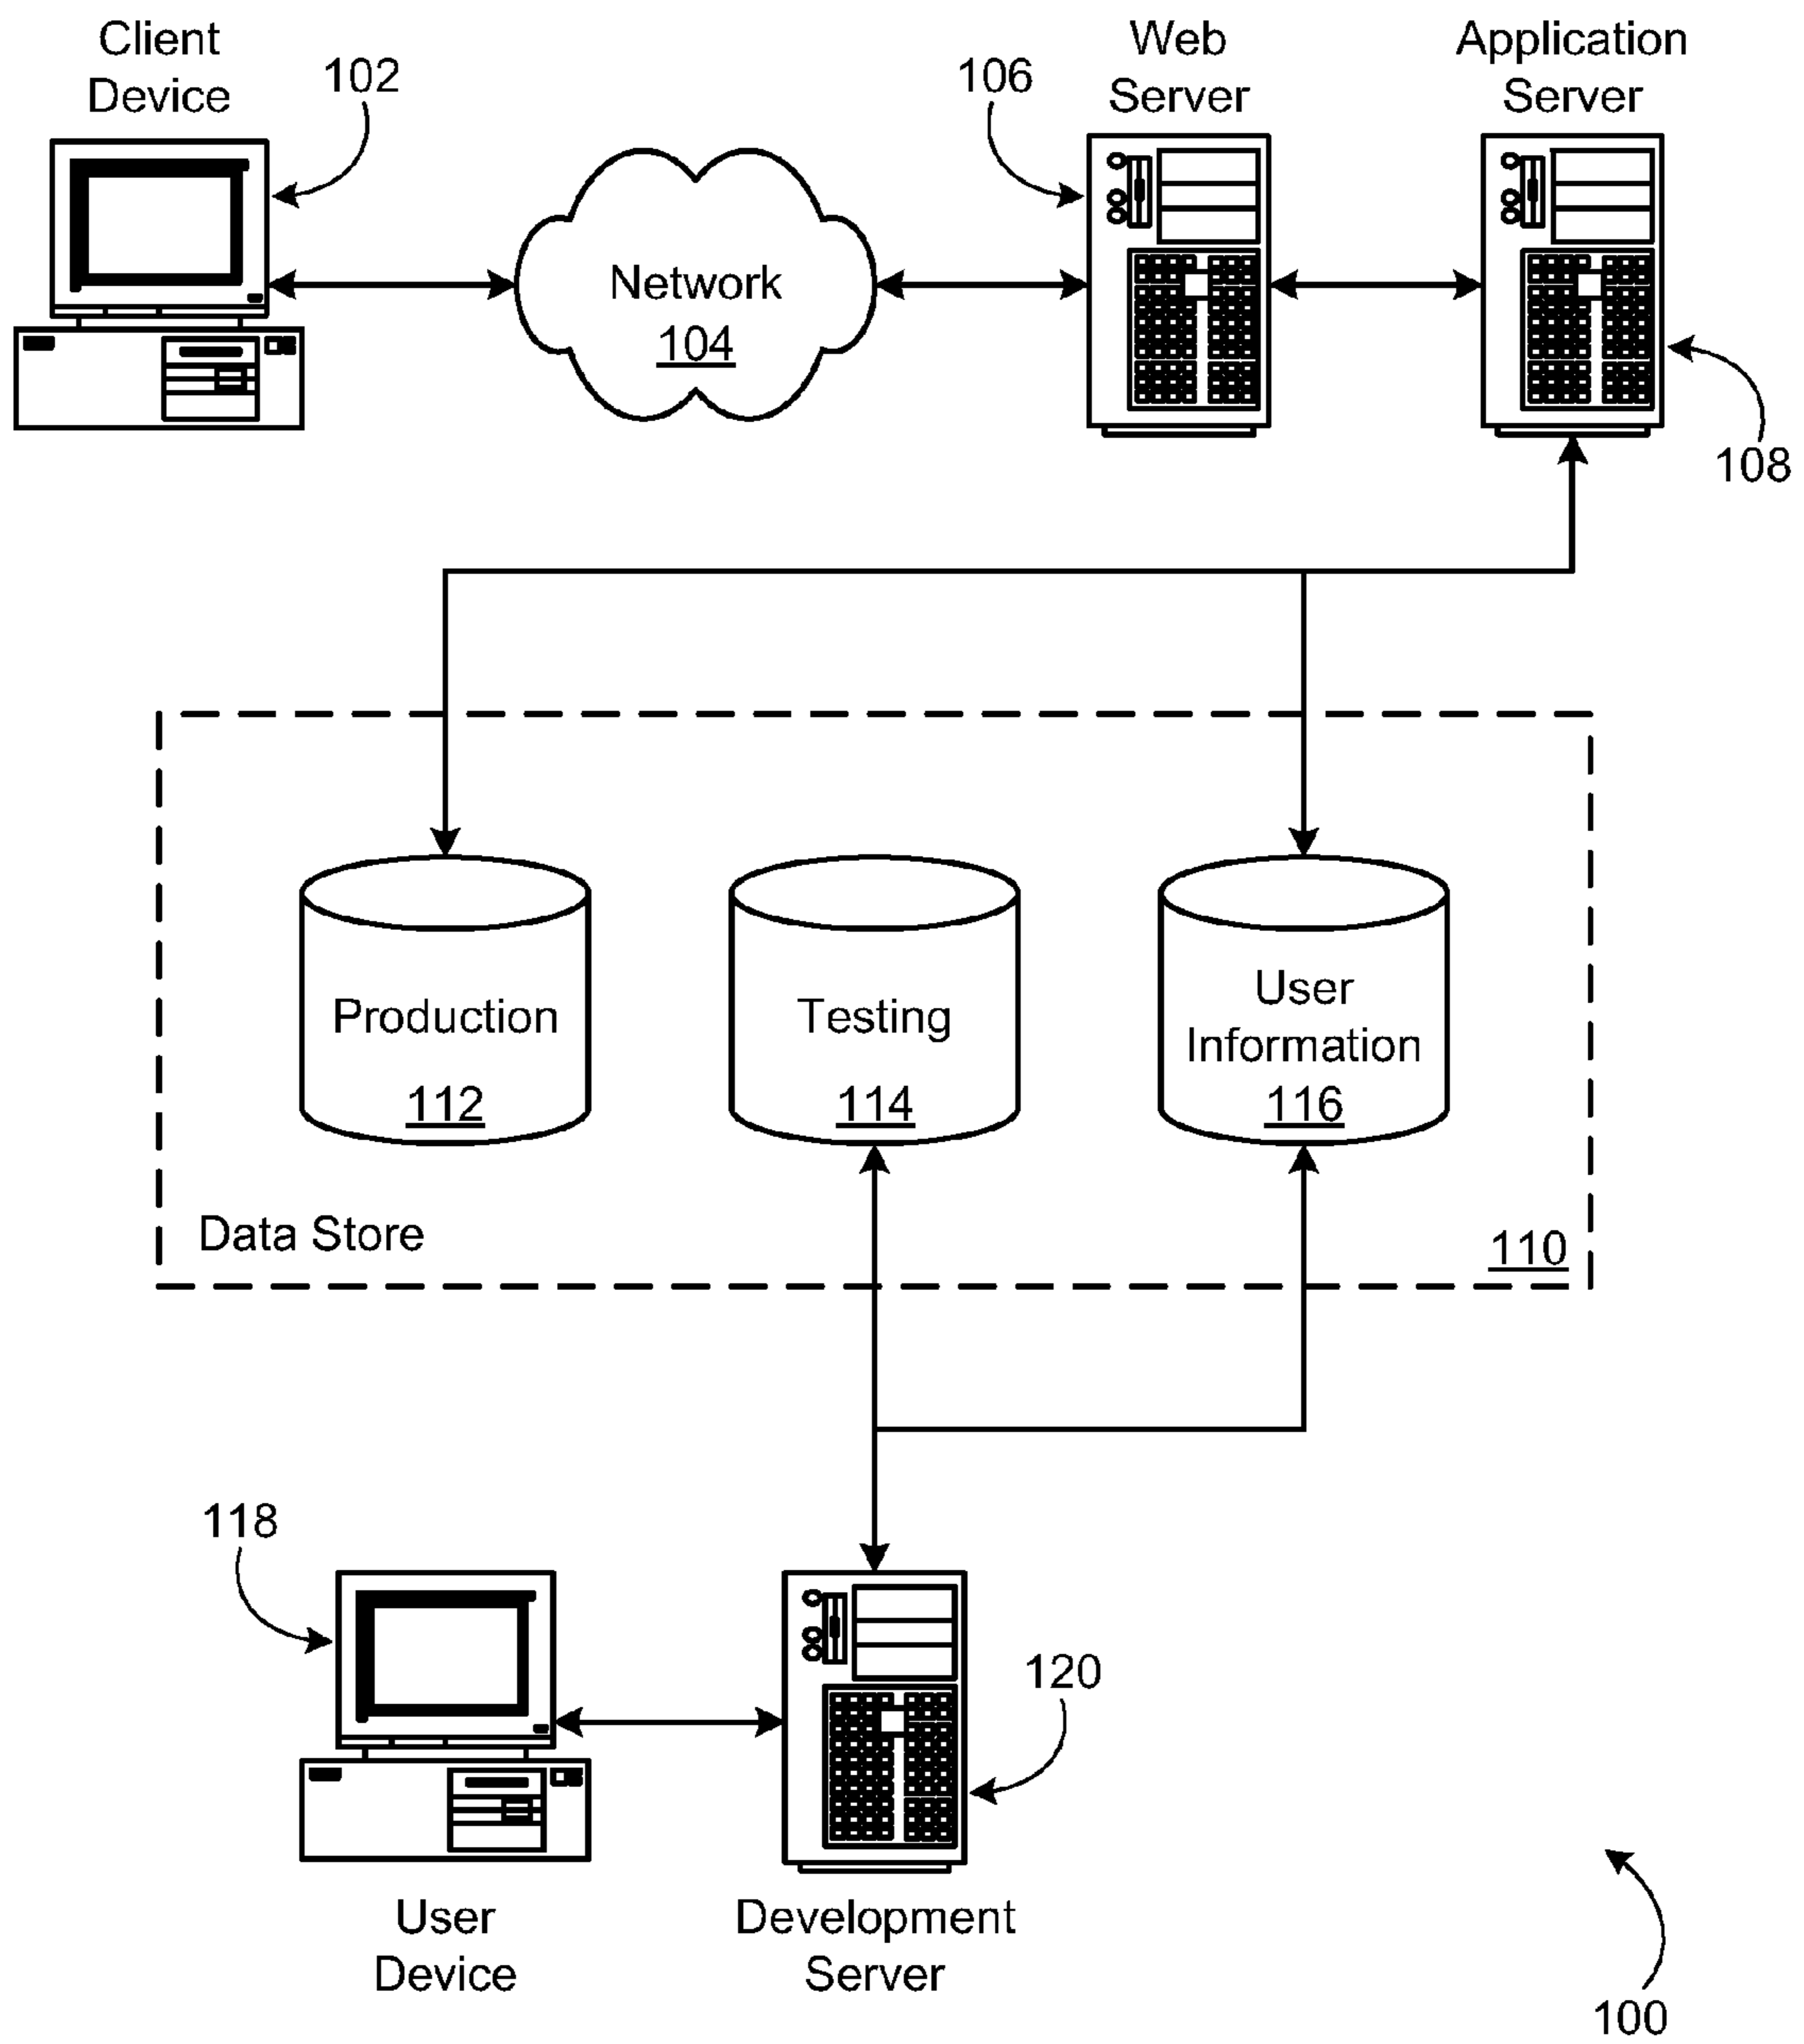 Client
Device
102
Network
104
106
Web
Server
Application
Server
108
Production
112
Testing
114
User
Information
116
Data Store
110
118
User
Device
120
Development
Server
100